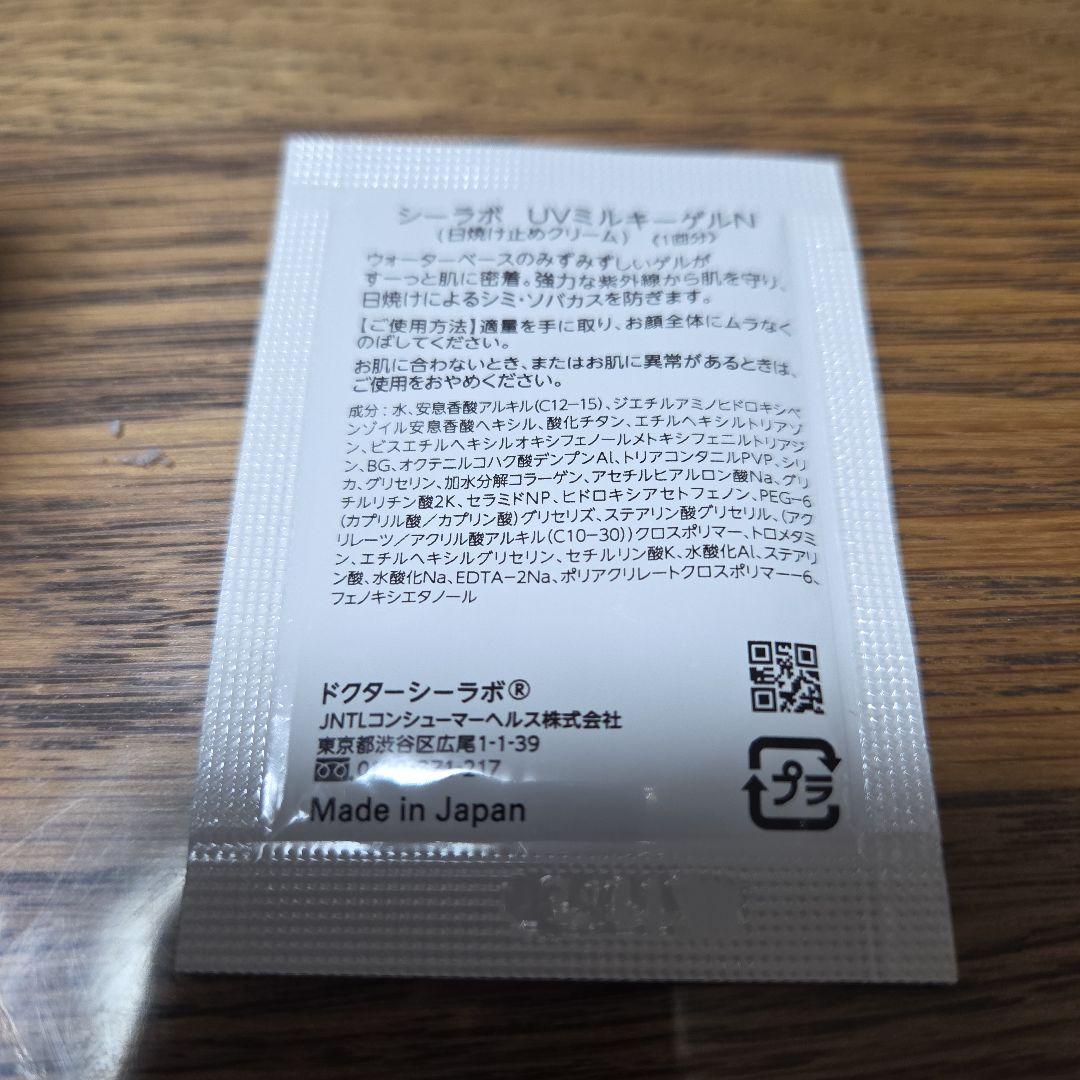 シーラボ UVミルキーゲルN
(日焼け止めクリーム) 《1回分》
ウォーターベースのみずみずしいゲルが
すーっと肌に密着。強力な紫外線から肌を守り、
日焼けによるシミ・ソバカスを防ぎます。
【ご使用方法】適量を手に取り、お顔全体にムラなく
のばしてください。
お肌に合わないとき、またはお肌に異常があるときは、
ご使用をおやめください。
成分:水、安息香酸アルキル(C12-15)、ジエチルアミノヒドロキシベ
ンゾイル安息香酸ヘキシル、酸化チタン、エチルヘキシルトリアゾ
ン、ビスエチルヘキシルオキシフェノールメトキシフェニルトリアジ
ン、BG、オクテニルコハク酸デンプンAl、トリアコンタニルPVP、シリ
カ、グリセリン、加水分解コラーゲン、アセチルヒアルロン酸Na、グリ
チルリチン酸2K、セラミドNP、ヒドロキシアセトフェノン、PEG-6
(カプリル酸/カプリン酸)グリセリズ、ステアリン酸グリセリル、(アク
リレーツ/アクリル酸アルキル(C10-30))クロスポリマー、トロメタミ
ン、エチルヘキシルグリセリン、セチルリン酸K、水酸化Al、ステアリ
ン酸、水酸化Na、EDTA-2Na、ポリアクリレートクロスポリマー-6、
フェノキシエタノール
ドクターシーラボ®
JNTLコンシューマーヘルス株式会社
東京都渋谷区広尾1-1-39
Made in Japan
プラ